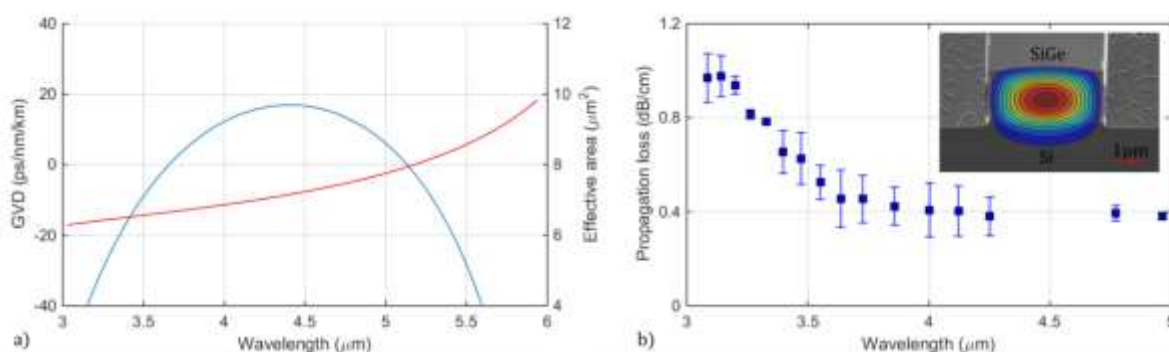 40
20
0
-20
-40
GVD (ps/nm/km)
12
10
8
6
4
Effective area (μm²)
3 3.5 4 4.5 5 5.5 6
Wavelength (μm)
a)
1.2
0.8
0.4
0
Propagation loss (dB/cm)
SiGe
Si
1μm
3 3.5 4 4.5 5
Wavelength (μm)
b)